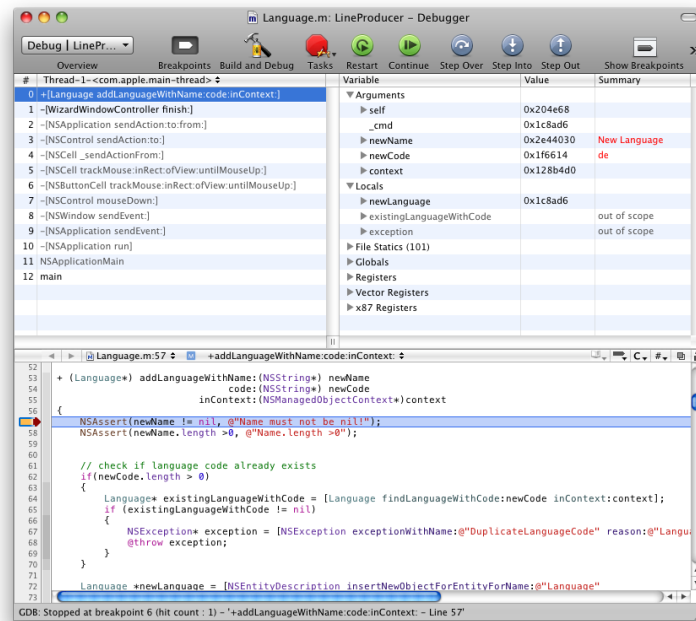 Language.m: LineProducer - Debugger
Debug | LinePr...
Overview Breakpoints Build and Debug Tasks Restart Continue Step Over Step Into Step Out Show Breakpoints
# Thread-1-<com.apple.main-thread> Variable Value Summary
0 +[Language addLanguageWithName:code:inContext:] Arguments
1 -[WizardWindowController finish:] self 0x204e68
2 -[NSApplication sendAction:to:from:] _cmd 0x1c8ad6
3 -[NSControl sendAction:to:] newName 0x2e44030 New Language
4 -[NSCell _sendActionFrom:] newCode 0x1f6614 de
5 -[NSCell trackMouse:inRect:ofView:untilMouseUp:] context 0x128b4d0
6 -[NSButtonCell trackMouse:inRect:ofView:untilMouseUp:] Locals
7 -[NSControl mouseDown:] newLanguage 0x1c8ad6
8 -[NSWindow sendEvent:] existingLanguageWithCode out of scope
9 -[NSApplication sendEvent:] exception out of scope
10 -[NSApplication run] File Statics (101)
11 NSApplicationMain Globals
12 main Registers
Vector Registers
x87 Registers
Language.m:57 M +addLanguageWithName:code:inContext: C #
52
53 + (Language*) addLanguageWithName:(NSString*) newName
54 code:(NSString*) newCode
55 inContext:(NSManagedObjectContext*)context
56 {
NSAssert(newName != nil, @"Name must not be nil!");
58 NSAssert(newName.length >0, @"Name.length >0");
59
60
61 // check if language code already exists
62 if(newCode.length > 0)
63 {
64 Language* existingLanguageWithCode = [Language findLanguageWithCode:newCode inContext:context];
65 if (existingLanguageWithCode != nil)
66 {
67 NSException* exception = [NSException exceptionWithName:@"DuplicateLanguageCode" reason:@"Langua
68 @throw exception;
69 }
70 }
71
72 Language *newLanguage = [NSEntityDescription insertNewObjectForEntityForName:@"Language"
73
GDB: Stopped at breakpoint 6 (hit count : 1) - '+addLanguageWithName:code:inContext: - Line 57'